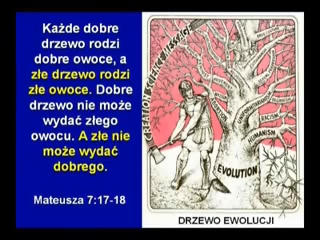 Każde dobre
drzewo rodzi
dobre owoce, a
złe drzewo rodzi
złe owoce. Dobre
drzewo nie może
wydać złego
owocu. A złe nie
może wydać
dobrego.
Mateusza 7:17-18
RACISM
HUMANISM
EVOLUTION
DRZEWO EWOLUCJI